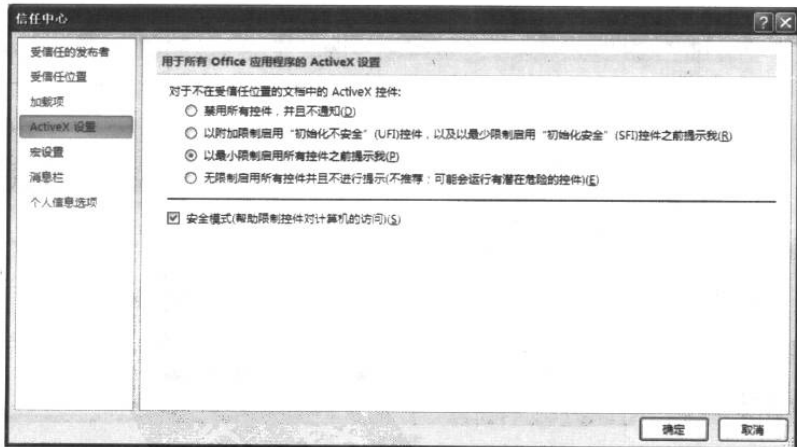 信任中心
受信任的发布者
受信任位置
加载项
ActiveX 设置
宏设置
消息栏
个人信息选项
用于所有 Office 应用程序的 ActiveX 设置
对于不在受信任位置的文档中的 ActiveX 控件:
禁用所有控件，并且不通知(D)
以附加限制启用“初始化不安全”(UFI)控件，以及以最少限制启用“初始化安全”(SFI)控件之前提示我(R)
以最小限制启用所有控件之前提示我(P)
无限制启用所有控件并且不进行提示(不推荐；可能会运行有潜在危险的控件)(E)
安全模式(帮助限制控件对计算机的访问)(S)
确定
取消